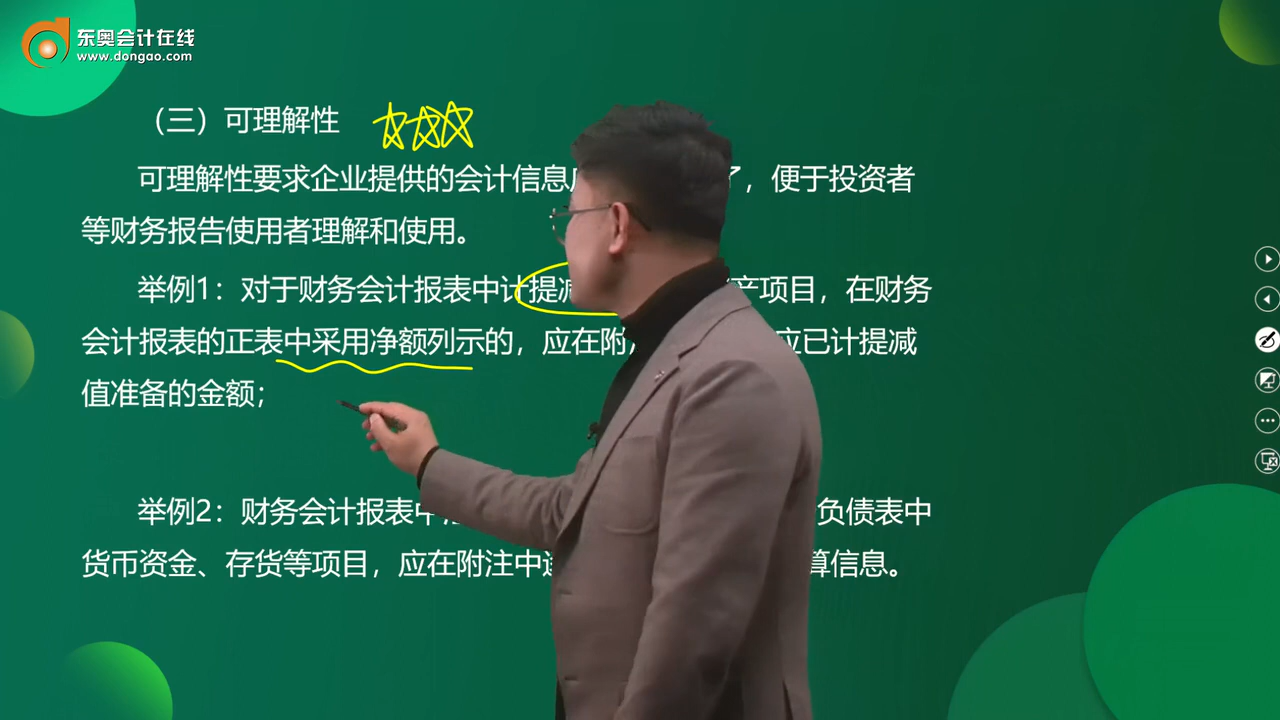 东奥会计在线
www.dongao.com
（三）可理解性
可理解性要求企业提供的会计信息 了，便于投资者
等财务报告使用者理解和使用。
举例1：对于财务会计报表中计提减 产项目，在财务
会计报表的正表中采用净额列示的，应在附 应已计提减
值准备的金额；
举例2：财务会计报表中 负债表中
货币资金、存货等项目，应在附注中 算信息。